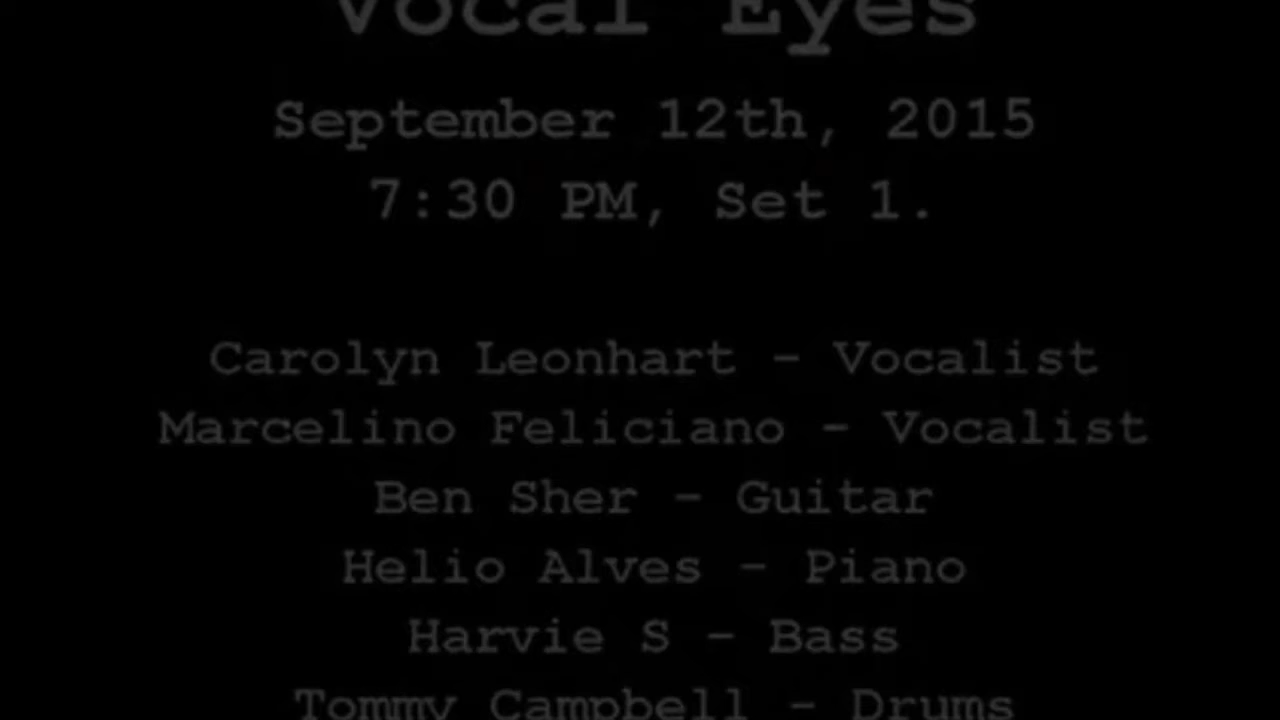 Vocal Eyes
September 12th, 2015
7:30 PM, Set 1.
Carolyn Leonhart - Vocalist
Marcelino Feliciano - Vocalist
Ben Sher - Guitar
Helio Alves - Piano
Harvie S - Bass
Tommy Campbell - Drums